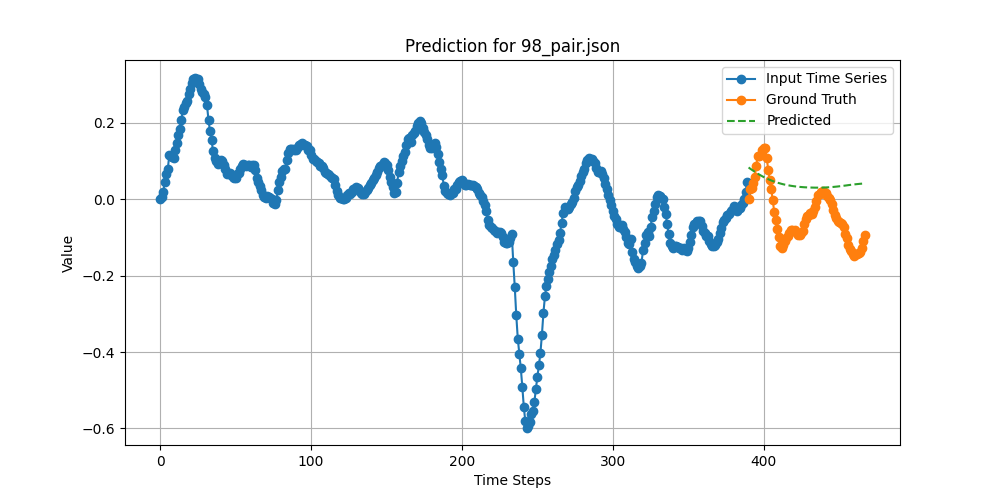 Prediction for 98_pair.json
Input Time Series
Ground Truth
Predicted
0.2
0.0
−0.2
−0.4
−0.6
Value
0
100
200
300
400
Time Steps